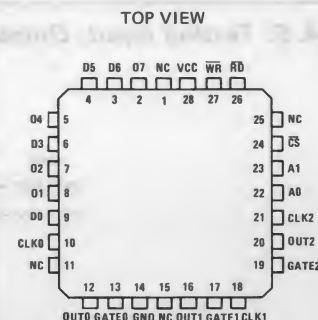 TOP VIEW
D5 D6 D7 NC VCC WR RD
4 3 2 1 28 27 26
D4 5
D3 6
D2 7
D1 8
D0 9
CLK0 10
NC 11
25 NC
24 CS
23 A1
22 A0
21 CLK2
20 OUT2
19 GATE2
12 13 14 15 16 17 18
OUT0 GATE0 GND NC OUT1 GATE1 CLK1